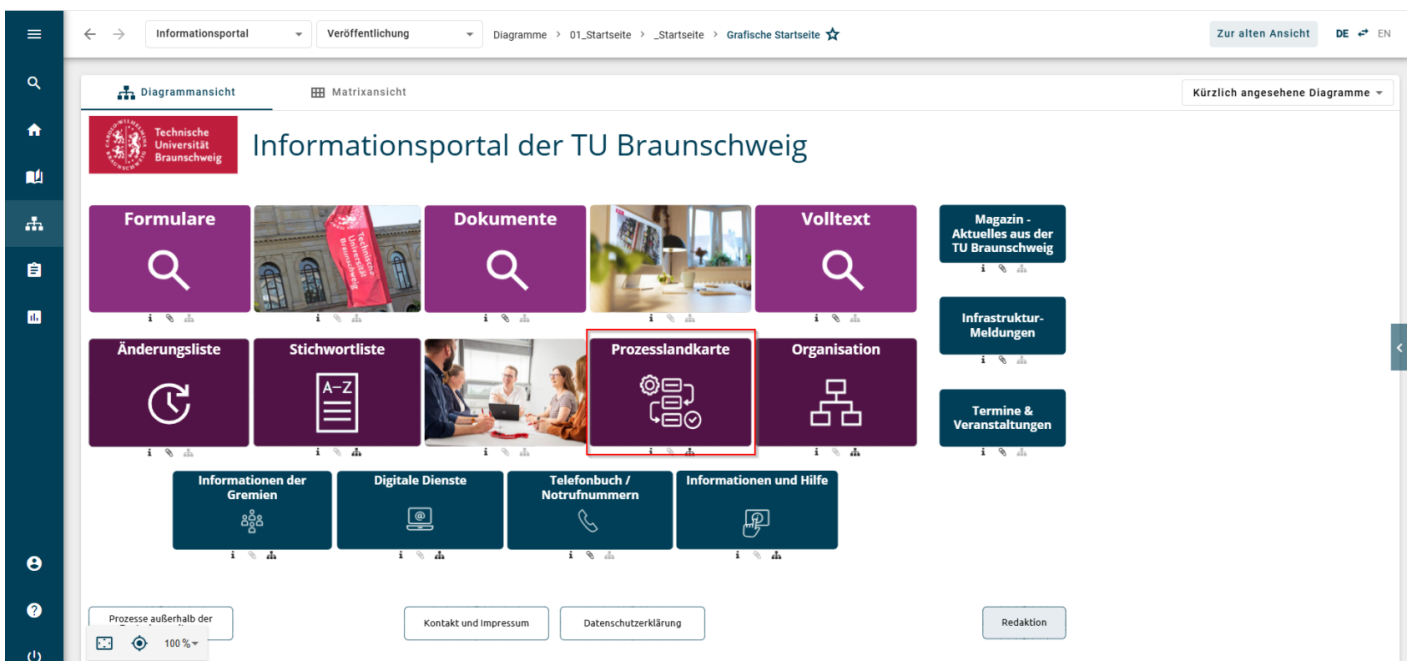 Informationsportal
Veröffentlichung
Diagramme > 01_Startseite > _Startseite > Grafische Startseite
Zur alten Ansicht
DE EN
Diagrammansicht
Matrixansicht
Kürzlich angesehene Diagramme
Technische
Universität
Braunschweig
Informationsportal der TU Braunschweig
Formulare
Technische
Universität
Braunschweig
Dokumente
Volltext
Magazin -
Aktuelles aus der
TU Braunschweig
Infrastruktur-
Meldungen
Änderungsliste
Stichwortliste
A–Z
Prozesslandkarte
Organisation
Termine &
Veranstaltungen
Informationen der
Gremien
Digitale Dienste
Telefonbuch /
Notrufnummern
Informationen und Hilfe
Prozesse außerhalb der
Kontakt und Impressum
Datenschutzerklärung
Redaktion
100 %